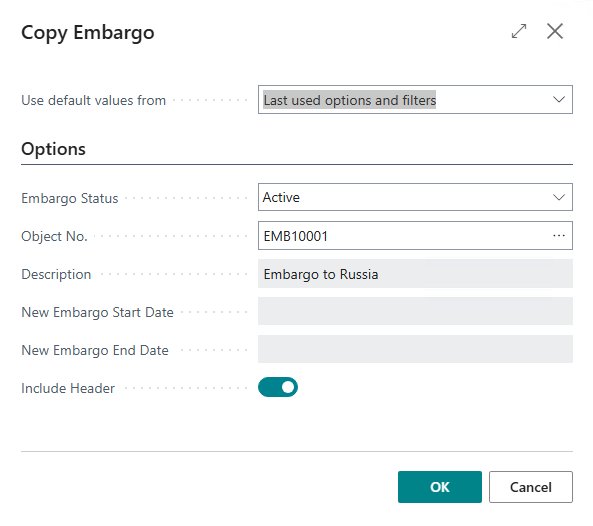 Copy Embargo
Use default values from Last used options and filters
Options
Embargo Status Active
Object No. EMB10001 ...
Description Embargo to Russia
New Embargo Start Date
New Embargo End Date
Include Header
OK Cancel